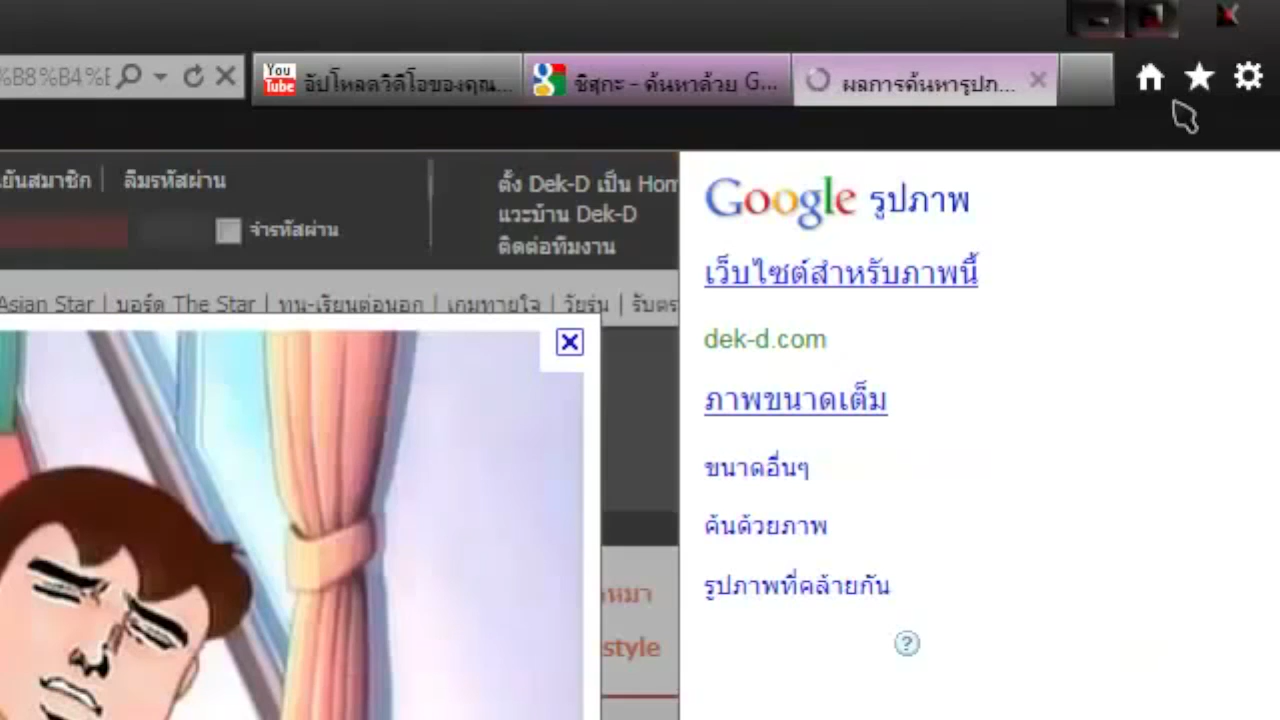 %B8%B4%E
You Tube อัปโหลดวิดีโอของคุณ...
ชิสุกะ - ค้นหาด้วย G...
ผลการค้นหารูปภ...
ลืมรหัสผ่าน
จำรหัสผ่าน
ตั้ง Dek-D เป็น Hom
แวะบ้าน Dek-D
ติดต่อทีมงาน
Asian Star | บอร์ด The Star | ทุน-เรียนต่อนอก | เกมทายใจ | วัยรุ่น | รับตร
Google รูปภาพ
เว็บไซต์สำหรับภาพนี้
dek-d.com
ภาพขนาดเต็ม
ขนาดอื่นๆ
ค้นด้วยภาพ
รูปภาพที่คล้ายกัน
?
style